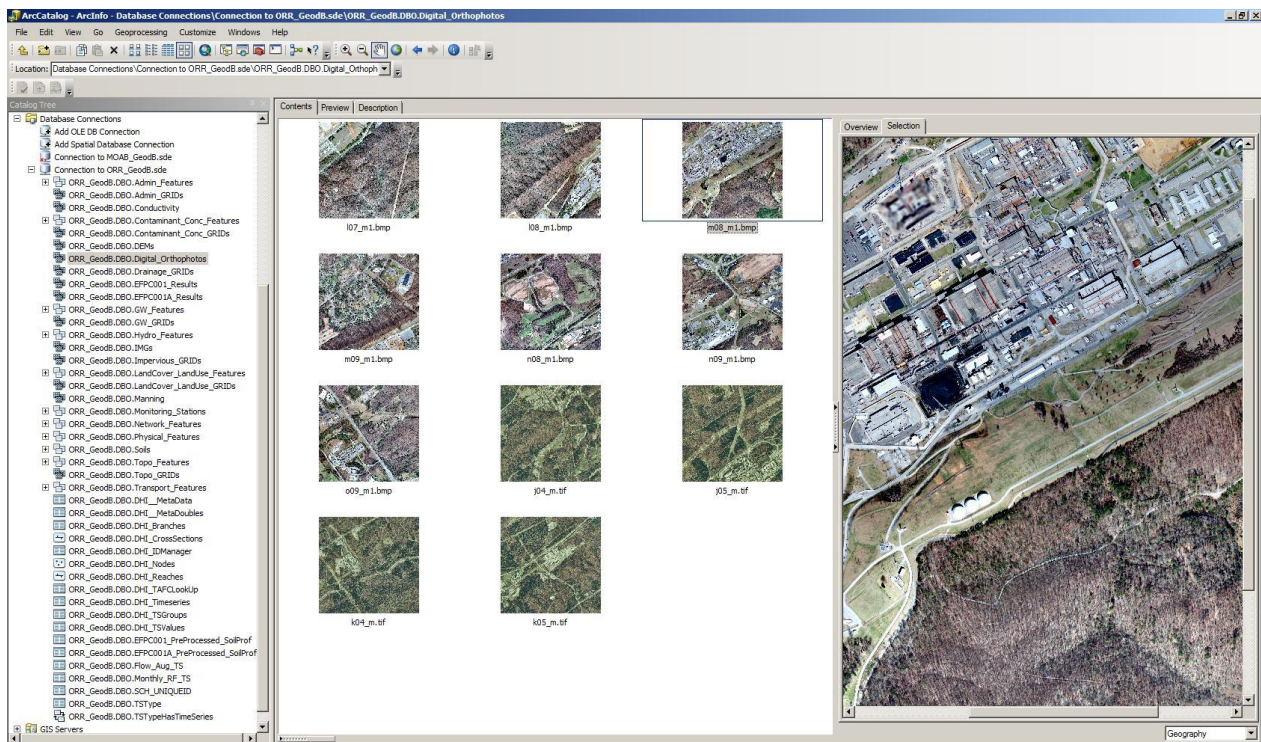 ArcCatalog - ArcInfo - Database Connections\Connection to ORR_GeodB.sde\ORR_GeodB.DBO.Digital_Orthophotos
File Edit View Go Geoprocessing Customize Windows Help
Location: Database Connections\Connection to ORR_GeodB.sde\ORR_GeodB.DBO.Digital_Orthoph
Catalog Tree
Database Connections
Add OLE DB Connection
Add Spatial Database Connection
Connection to MOAB_GeodB.sde
Connection to ORR_GeodB.sde
ORR_GeodB.DBO.Admin_Features
ORR_GeodB.DBO.Admin_GRIDs
ORR_GeodB.DBO.Conductivity
ORR_GeodB.DBO.Contaminant_Conc_Features
ORR_GeodB.DBO.Contaminant_Conc_GRIDs
ORR_GeodB.DBO.DEMs
ORR_GeodB.DBO.Digital_Orthophotos
ORR_GeodB.DBO.Drainage_GRIDs
ORR_GeodB.DBO.EFPC001_Results
ORR_GeodB.DBO.EFPC001A_Results
ORR_GeodB.DBO.GW_Features
ORR_GeodB.DBO.GW_GRIDs
ORR_GeodB.DBO.Hydro_Features
ORR_GeodB.DBO.IMGs
ORR_GeodB.DBO.Impervious_GRIDs
ORR_GeodB.DBO.LandCover_LandUse_Features
ORR_GeodB.DBO.LandCover_LandUse_GRIDs
ORR_GeodB.DBO.Manning
ORR_GeodB.DBO.Monitoring_Stations
ORR_GeodB.DBO.Network_Features
ORR_GeodB.DBO.Physical_Features
ORR_GeodB.DBO.Soils
ORR_GeodB.DBO.Topo_Features
ORR_GeodB.DBO.Topo_GRIDs
ORR_GeodB.DBO.Transport_Features
ORR_GeodB.DBO.DHI__MetaData
ORR_GeodB.DBO.DHI__MetaDoubles
ORR_GeodB.DBO.DHI_Branches
ORR_GeodB.DBO.DHI_CrossSections
ORR_GeodB.DBO.DHI_IDManager
ORR_GeodB.DBO.DHI_Nodes
ORR_GeodB.DBO.DHI_Reaches
ORR_GeodB.DBO.DHI_TAFCLookUp
ORR_GeodB.DBO.DHI_Timeseries
ORR_GeodB.DBO.DHI_TSGroups
ORR_GeodB.DBO.DHI_TSValues
ORR_GeodB.DBO.EFPC001_PreProcessed_SoilProf
ORR_GeodB.DBO.EFPC001A_PreProcessed_SoilProf
ORR_GeodB.DBO.Flow_Aug_TS
ORR_GeodB.DBO.Monthly_RF_TS
ORR_GeodB.DBO.SCH_UNIQUEID
ORR_GeodB.DBO.TSType
ORR_GeodB.DBO.TSTypeHasTimeSeries
GIS Servers
Contents Preview Description
l07_m1.bmp l08_m1.bmp m08_m1.bmp
m09_m1.bmp n08_m1.bmp n09_m1.bmp
o09_m1.bmp j04_m.tif j05_m.tif
k04_m.tif k05_m.tif
Overview Selection
Geography